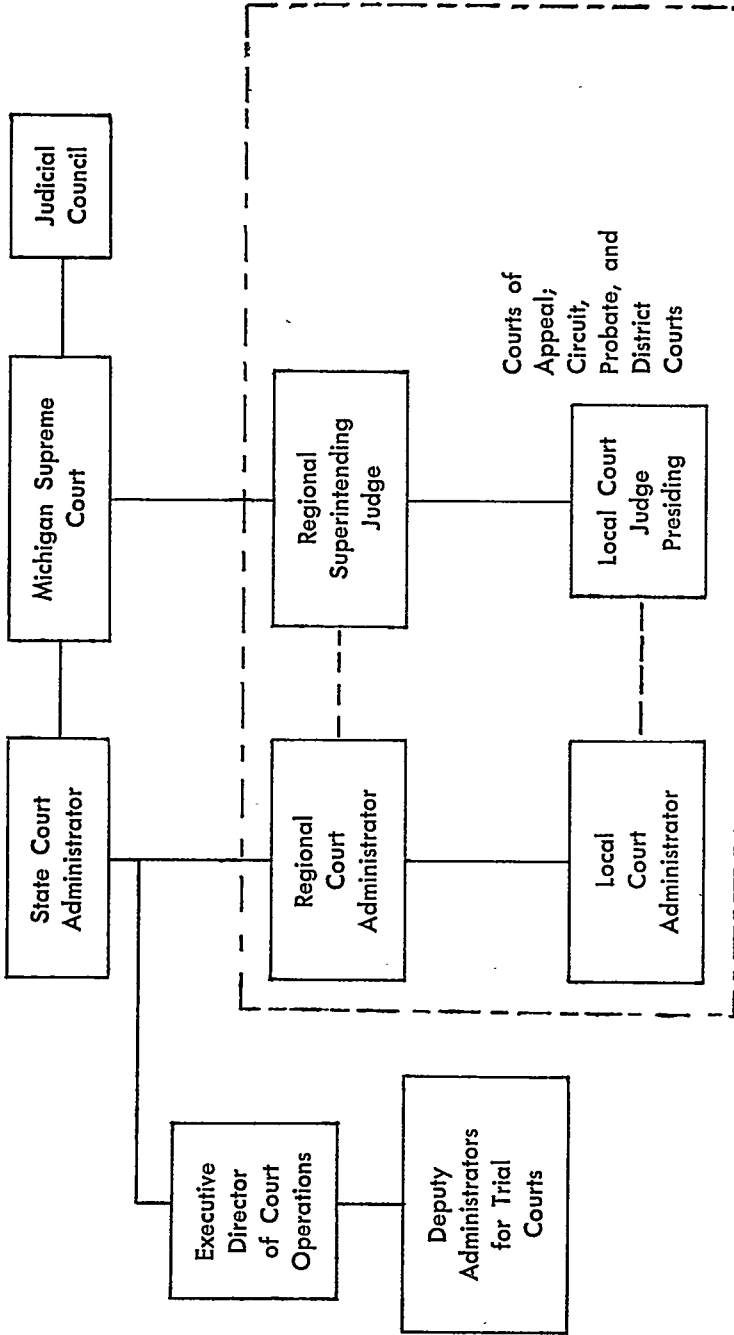 Judicial
Council
Michigan Supreme
Court
State Court
Administrator
Regional
Superintending
Judge
Regional
Court
Administrator
Executive
Director
of Court
Operations
Courts of
Appeal;
Circuit,
Probate, and
District
Courts
Local Court
Judge
Presiding
Local
Court
Administrator
Deputy
Administrators
for Trial
Courts